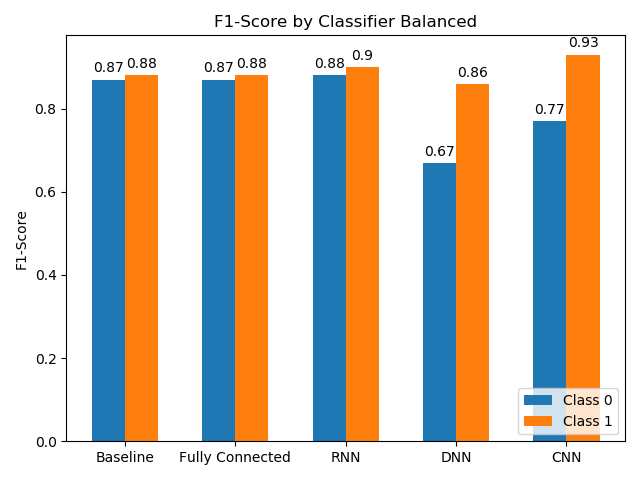 F1-Score by Classifier Balanced
0.87 0.88 0.87 0.88 0.88 0.9 0.67 0.86 0.77 0.93
F1-Score
0.8
0.6
0.4
0.2
0.0
Class 0
Class 1
Baseline Fully Connected RNN DNN CNN